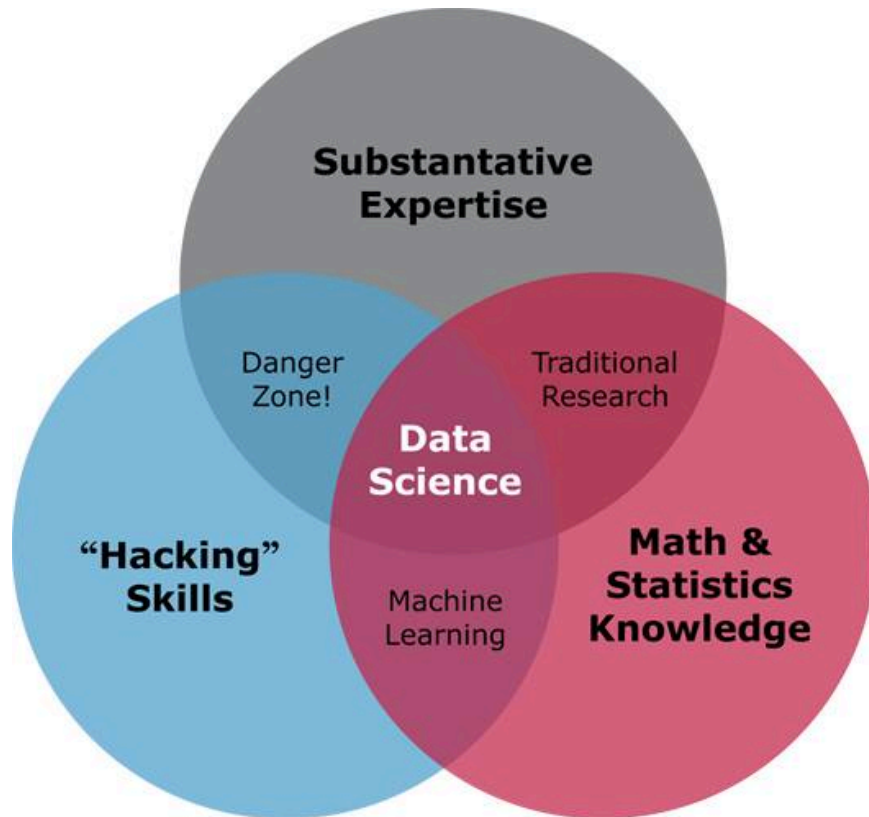 Substantative
Expertise
Danger
Zone!
Traditional
Research
Data
Science
“Hacking”
Skills
Math &
Statistics
Knowledge
Machine
Learning